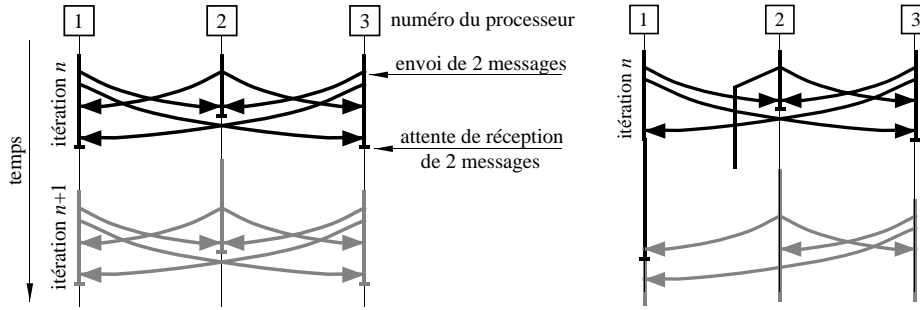 1 2 3 numéro du processeur
envoi de 2 messages
attente de réception
de 2 messages
temps
itération n
itération n+1
1 2 3
itération n